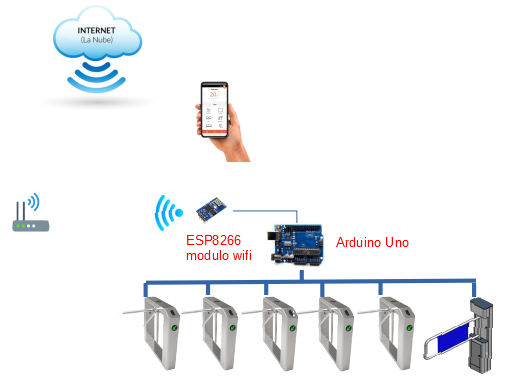 INTERNET
(La Nube)
ESP8266
modulo wifi
Arduino Uno